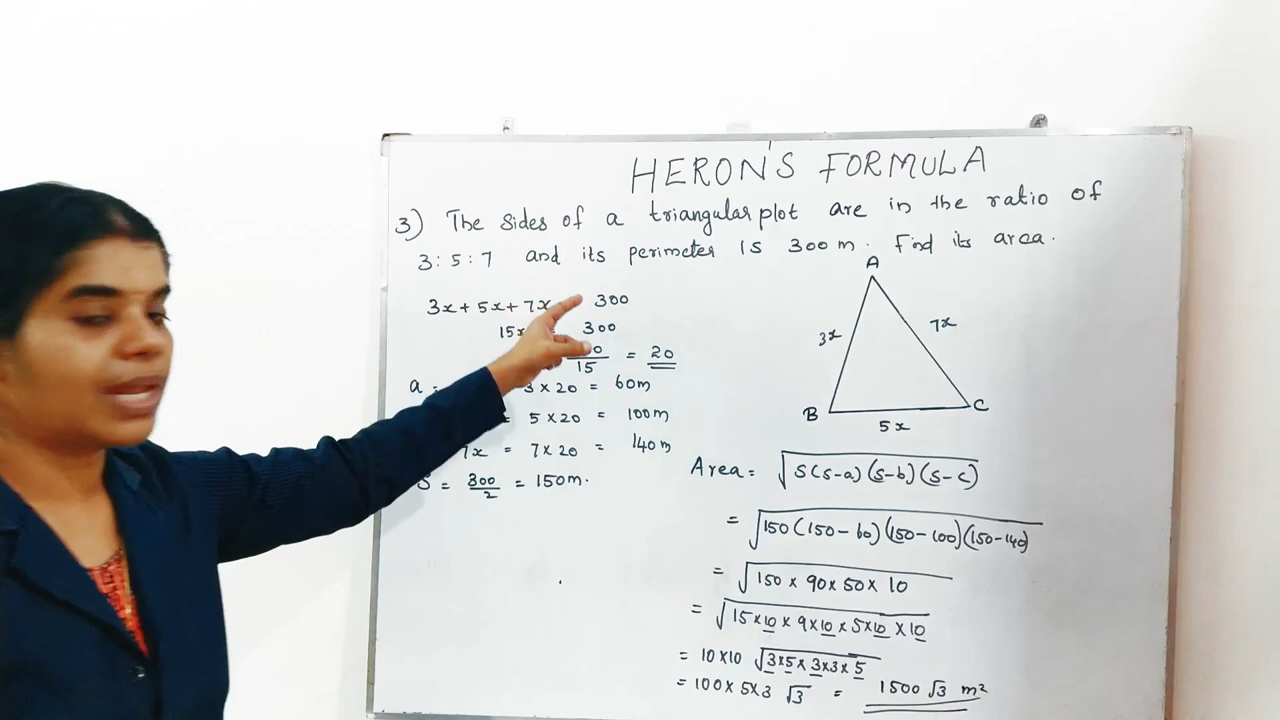 HERON'S FORMULA
3) The sides of a triangular plot are in the ratio of
3:5:7 and its perimeter is 300m. Find its area.
3x + 5x + 7x 300
15x = 300
15 = 20
a = 3 × 20 = 60m
= 5 × 20 = 100m
7x = 7 × 20 = 140m
S = 300/2 = 150m.
A
3x
7x
B
C
5x
Area = √S(S-a)(S-b)(S-c)
= √150(150-60)(150-100)(150-140)
= √150 × 90 × 50 × 10
= √15×10 × 9×10 × 5×10 × 10
= 10×10 √3×5×3×3×5
= 100×5×3 √3 = 1500 √3 m²